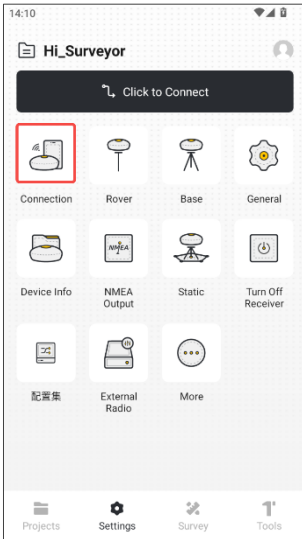 14:10
Hi_Surveyor
Click to Connect
Connection Rover Base General
NMEA
Device Info NMEA Output Static Turn Off Receiver
配置集 External Radio More
Projects Settings Survey Tools